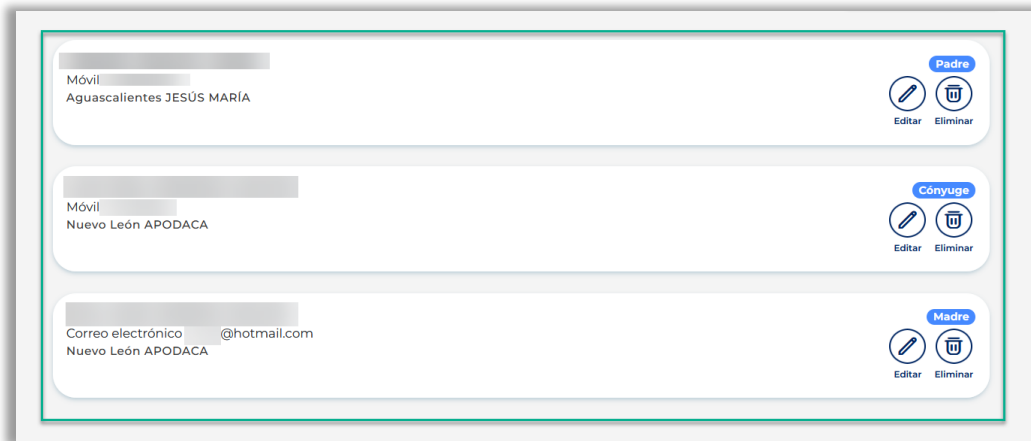 Padre
Móvil
Aguascalientes JESÚS MARÍA
Editar Eliminar
Cónyuge
Móvil
Nuevo León APODACA
Editar Eliminar
Madre
Correo electrónico @hotmail.com
Nuevo León APODACA
Editar Eliminar